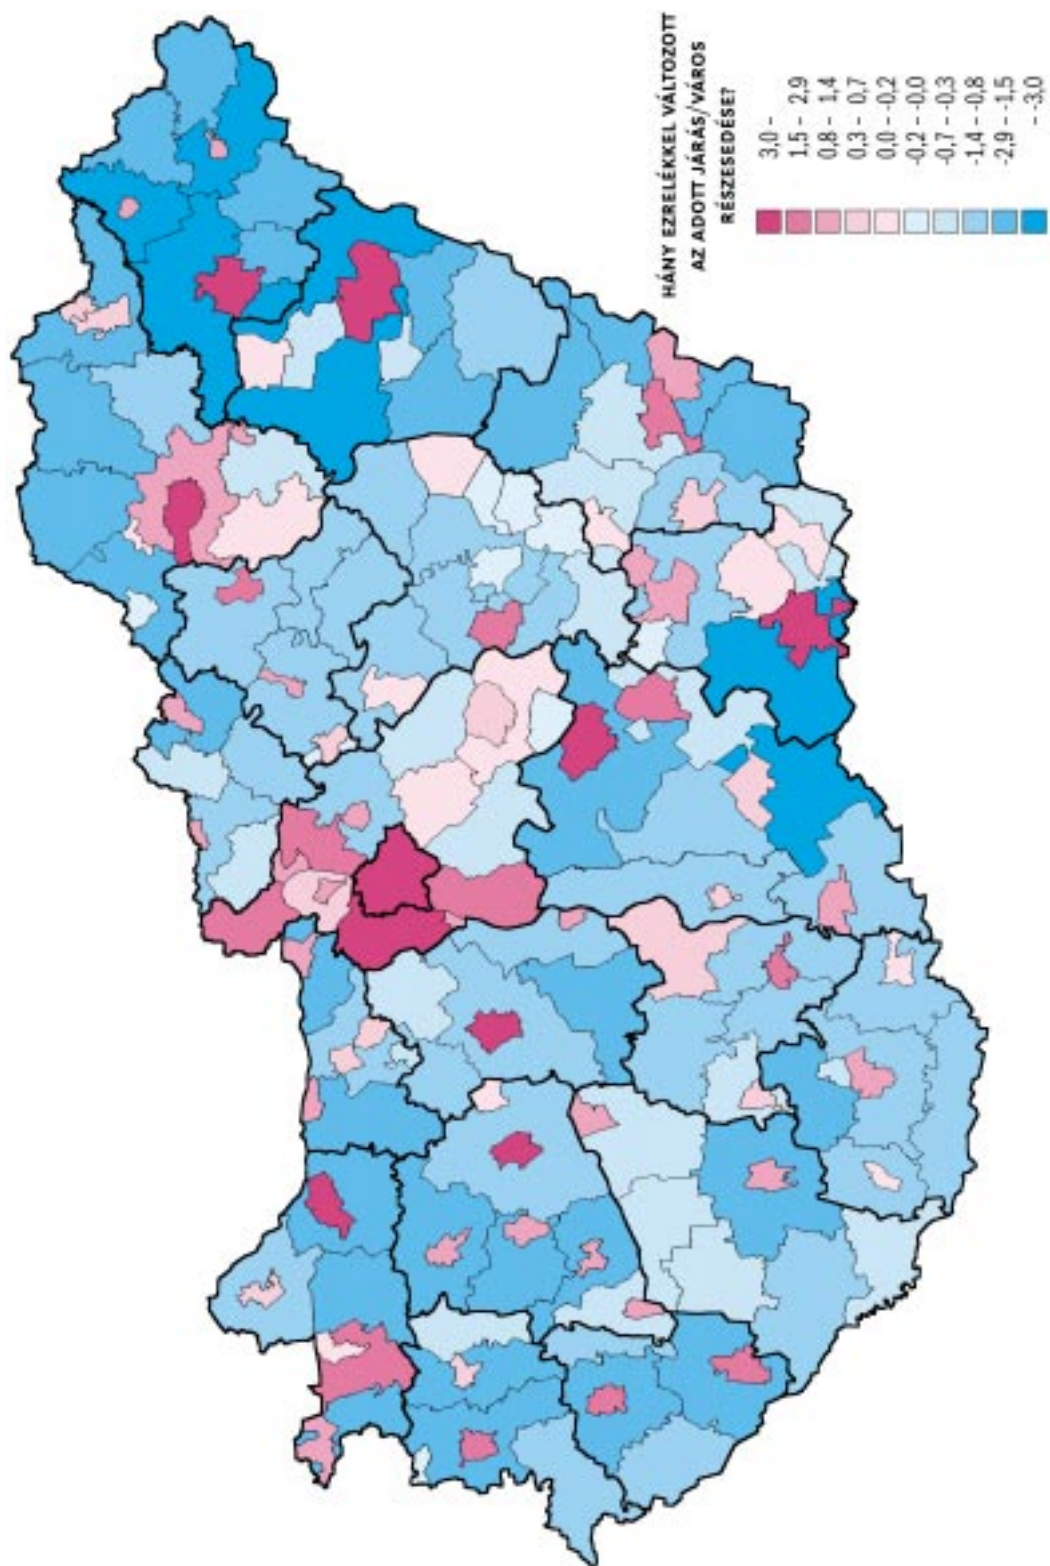 HÁNY EZRELÉKKEL VÁLTOZOTT
AZ ADOTT JÁRÁS/VÁROS
RÉSZESEDÉSE?
3,0 –
1,5 – 2,9
0,8 – 1,4
0,3 – 0,7
0,0 – 0,2
-0,2 – -0,0
-0,7 – -0,3
-1,4 – -0,8
-2,9 – -1,5
– -3,0